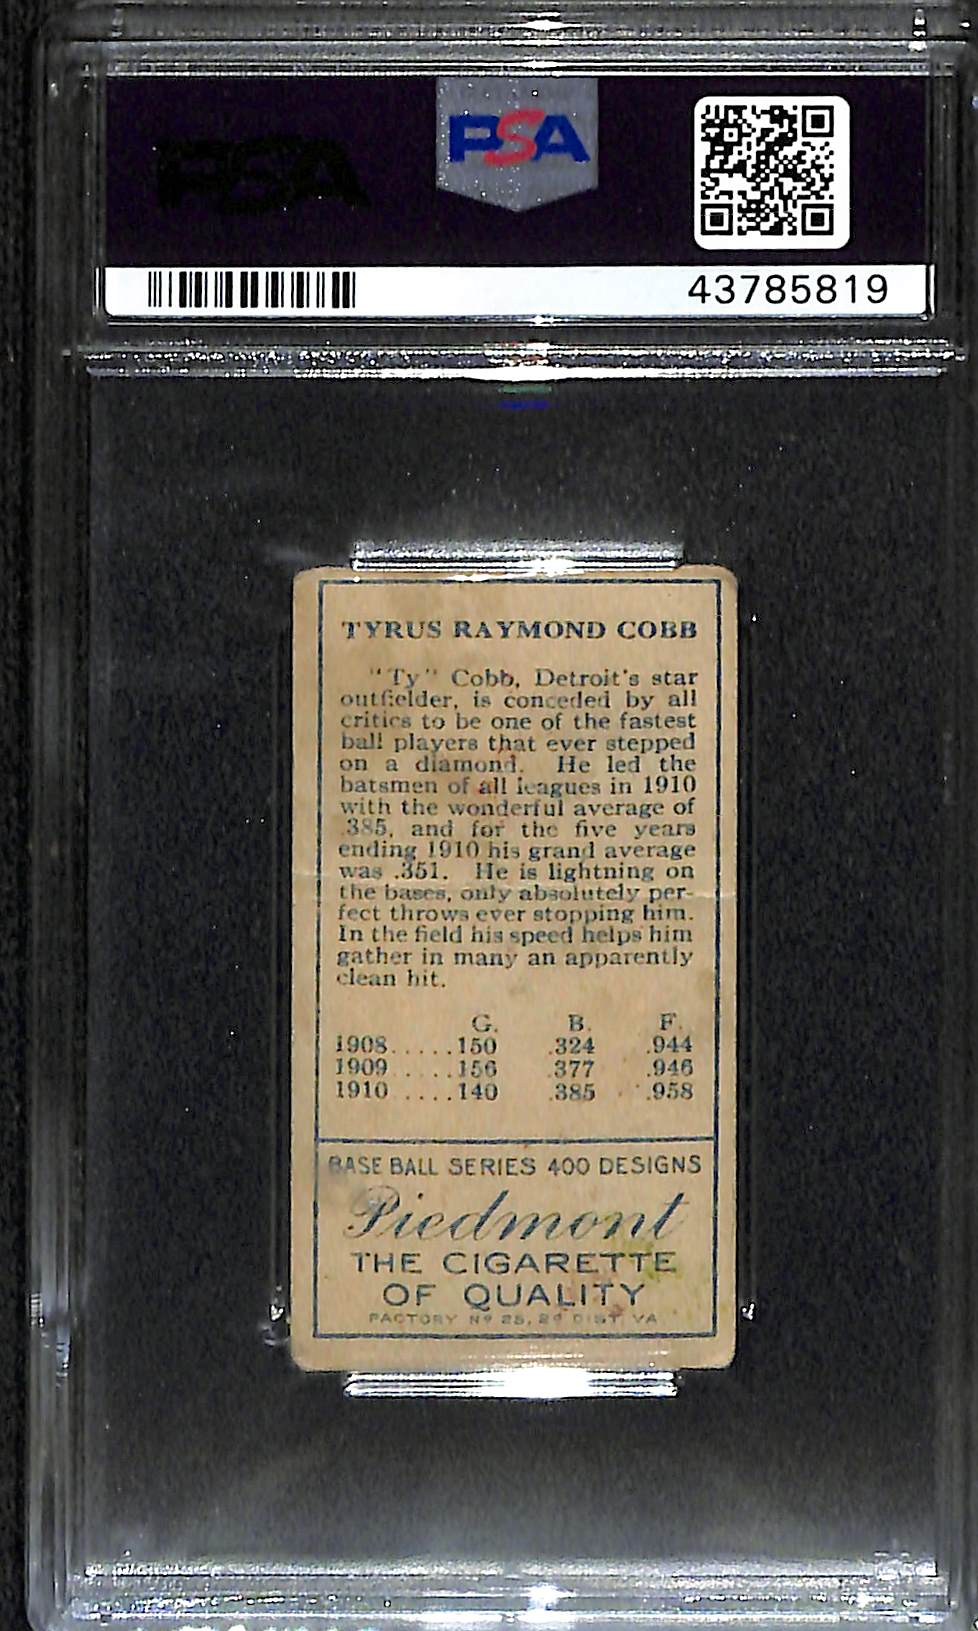 PSA
PSA
43785819
TYRUS RAYMOND COBB
"Ty" Cobb, Detroit's star
outfielder, is conceded by all
critics to be one of the fastest
ball players that ever stepped
on a diamond. He led the
batsmen of all leagues in 1910
with the wonderful average of
.385, and for the five years
ending 1910 his grand average
was .351. He is lightning on
the bases, only absolutely per-
fect throws ever stopping him.
In the field his speed helps him
gather in many an apparently
clean hit.
G. B. F.
1908.....150 .324 .944
1909.....156 .377 .946
1910.....140 .385 .958
BASE BALL SERIES 400 DESIGNS
Piedmont
THE CIGARETTE
OF QUALITY
FACTORY Nº 25, 2º DIST. VA